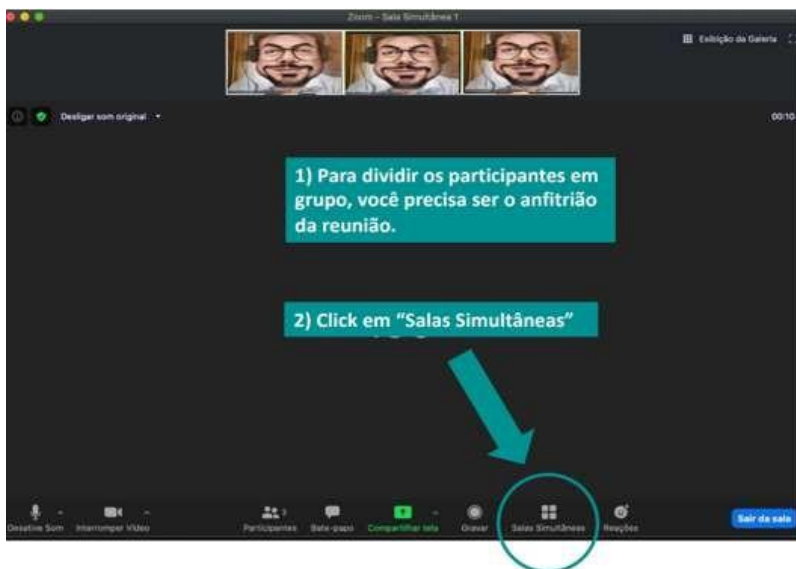 Zoom - Sala Simultânea 1
Exibição da Galeria
Desligar som original
00:10
1) Para dividir os participantes em
grupo, você precisa ser o anfitrião
da reunião.
2) Click em “Salas Simultâneas”
Desative Som
Interromper Vídeo
Participantes
3
Bate-papo
Compartilhar tela
Gravar
Salas Simultâneas
Reações
Sair da sala